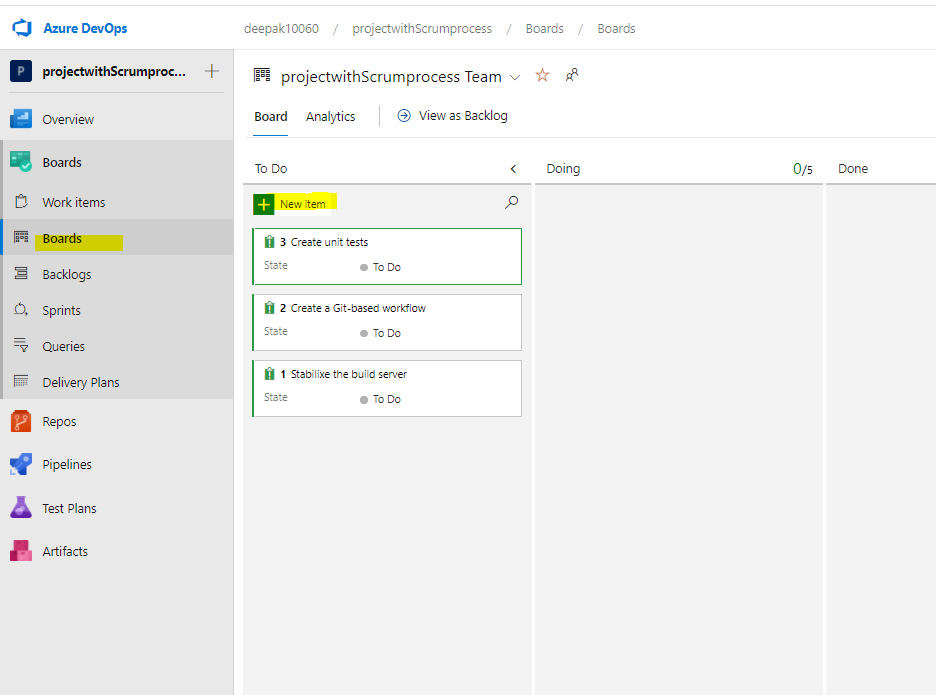 Azure DevOps
deepak10060 / projectwithScrumprocess / Boards / Boards
P projectwithScrumproc... +
projectwithScrumprocess Team
Overview
Board Analytics View as Backlog
Boards
To Do
Doing 0/5
Done
Work items
New item
Boards
3 Create unit tests
State To Do
Backlogs
2 Create a Git-based workflow
State To Do
Sprints
Queries
1 Stabilixe the build server
State To Do
Delivery Plans
Repos
Pipelines
Test Plans
Artifacts